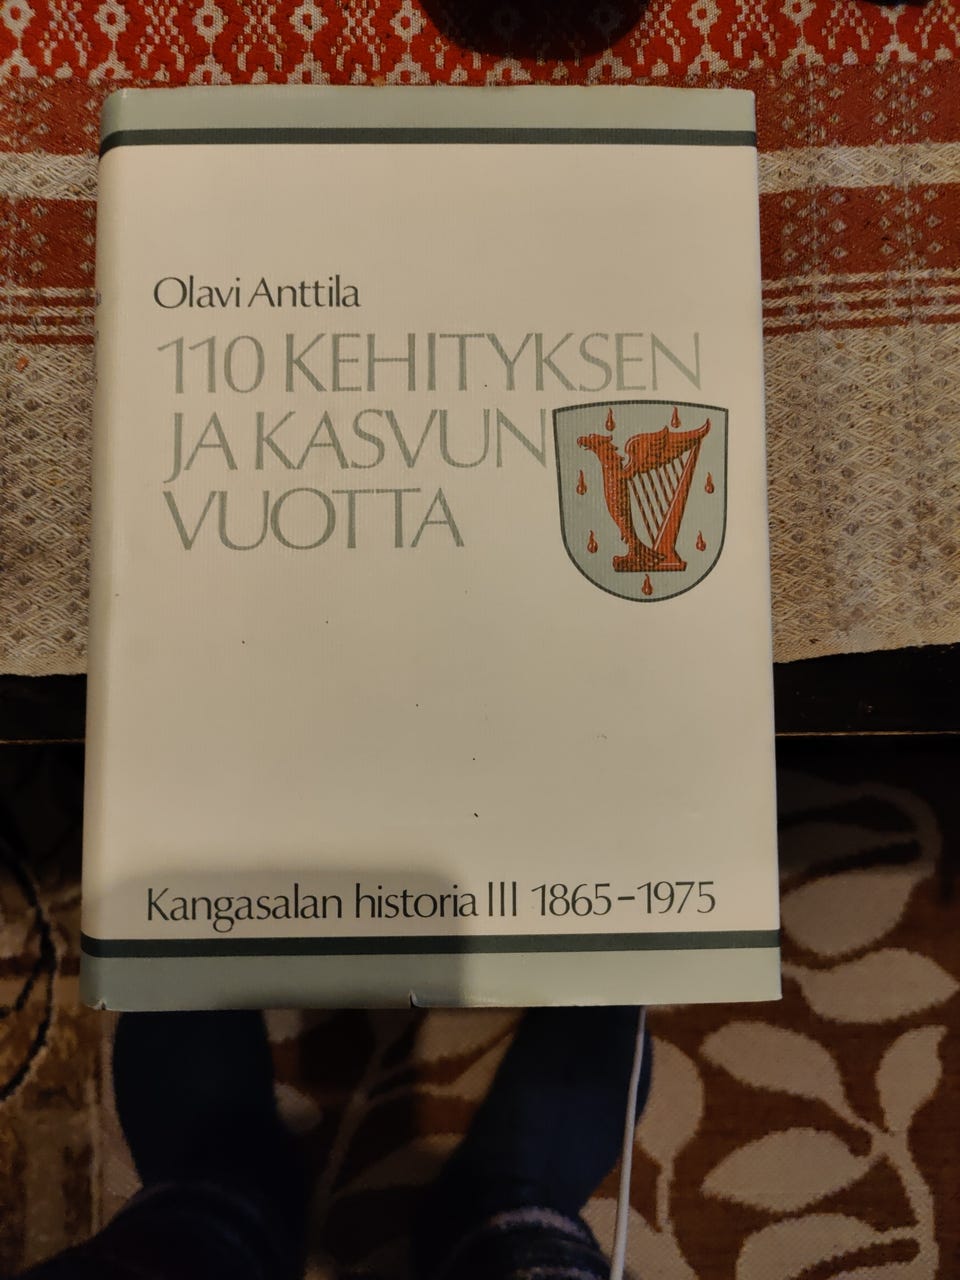 Olavi Anttila
110 KEHITYKSEN
JA KASVUN
VUOTTA
Kangasalan historia III 1865–1975